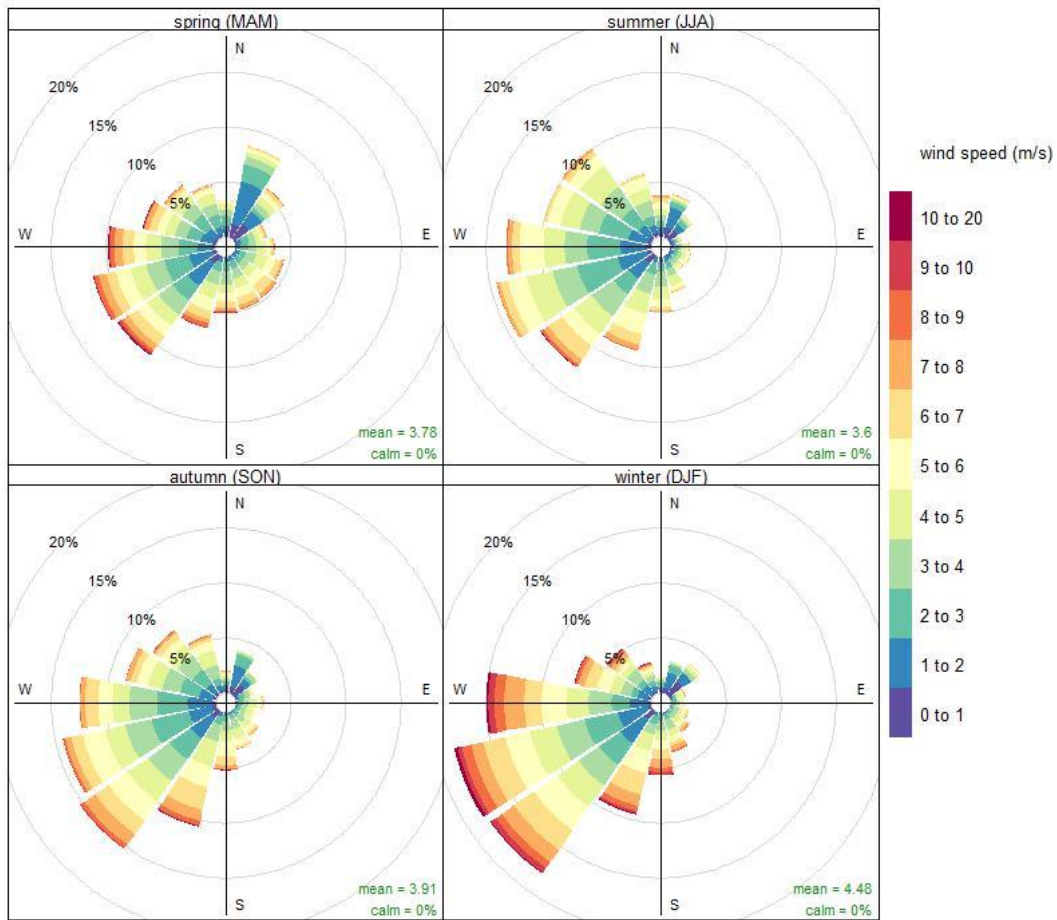 spring (MAM)
N
20%
15%
10%
5%
W
E
S
mean = 3.78
calm = 0%
summer (JJA)
N
20%
15%
10%
5%
W
E
S
mean = 3.6
calm = 0%
autumn (SON)
N
20%
15%
10%
5%
W
E
S
mean = 3.91
calm = 0%
winter (DJF)
N
20%
15%
10%
5%
W
E
S
mean = 4.48
calm = 0%
wind speed (m/s)
10 to 20
9 to 10
8 to 9
7 to 8
6 to 7
5 to 6
4 to 5
3 to 4
2 to 3
1 to 2
0 to 1